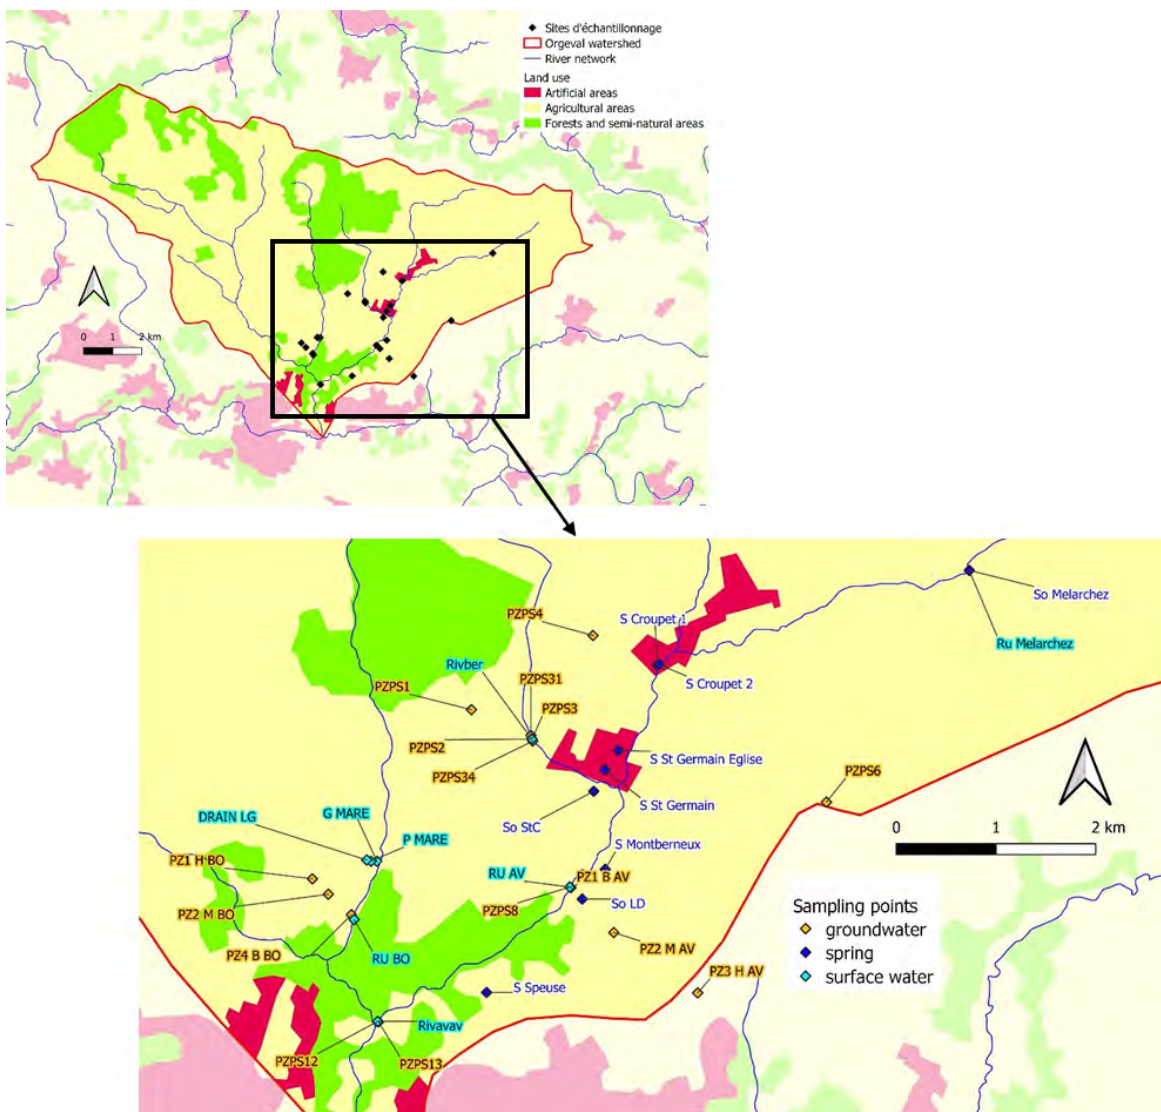 Sites d'échantillonnage
Orgeval watershed
River network
Land use
Artificial areas
Agricultural areas
Forests and semi-natural areas
0 1 2 km
PZPS4
S Croupet 1
So Melarchez
Ru Melarchez
Rivber
PZPS31
PZPS1
PZPS3
S Croupet 2
PZPS2
PZPS34
S St Germain Eglise
PZPS6
S St Germain
DRAIN LG
G MARE
So StC
P MARE
S Montberneux
0 1 2 km
PZ1 H BO
RU AV
PZ1 B AV
PZPS8
So LD
PZ2 M BO
Sampling points
groundwater
spring
surface water
PZ2 M AV
PZ4 B BO
RU BO
PZ3 H AV
S Speuse
Rivavav
PZPS12
PZPS13